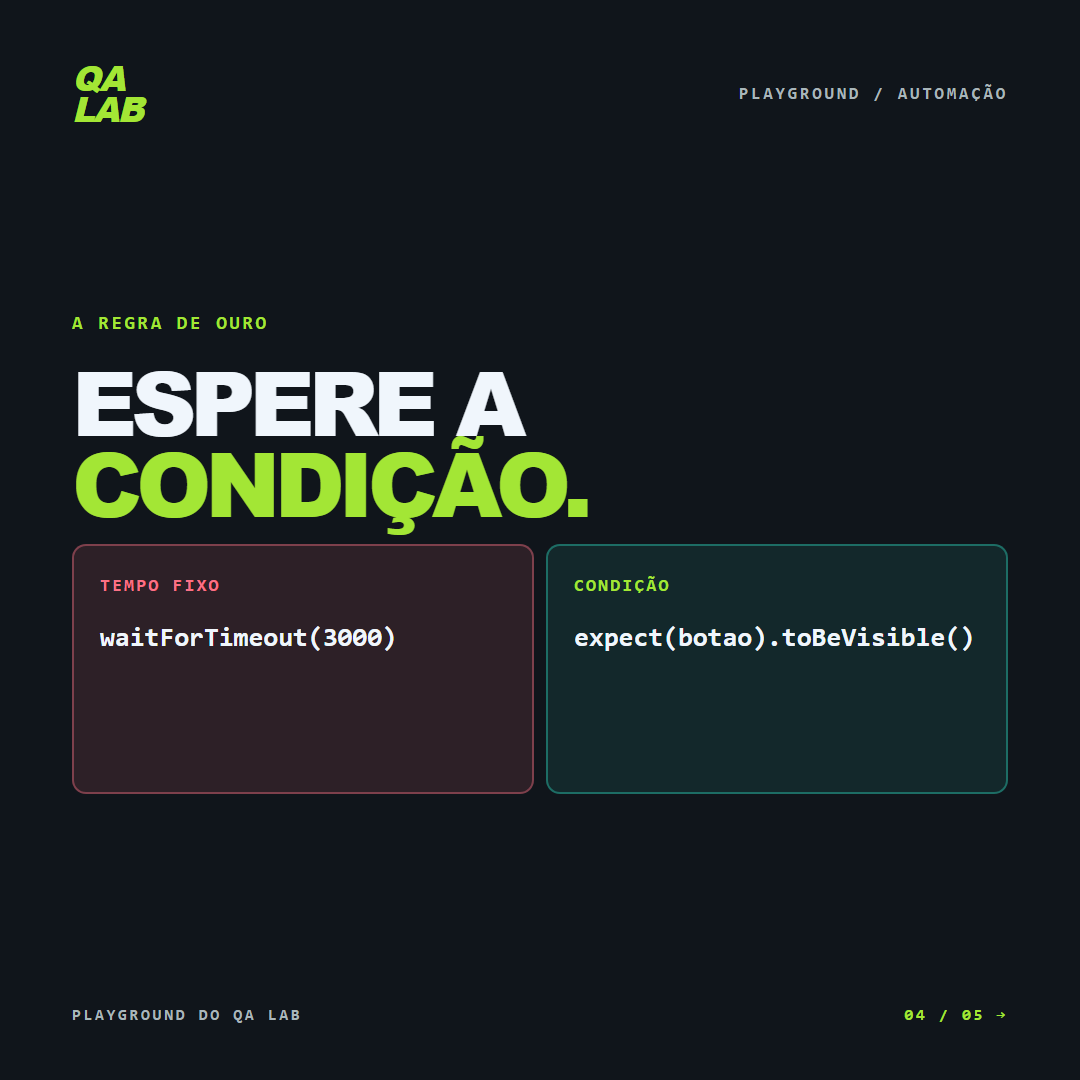 QA
LAB
PLAYGROUND / AUTOMAÇÃO
A REGRA DE OURO
ESPERE A
CONDIÇÃO.
TEMPO FIXO
waitForTimeout(3000)
CONDIÇÃO
expect(botao).toBeVisible()
PLAYGROUND DO QA LAB
04 / 05 →